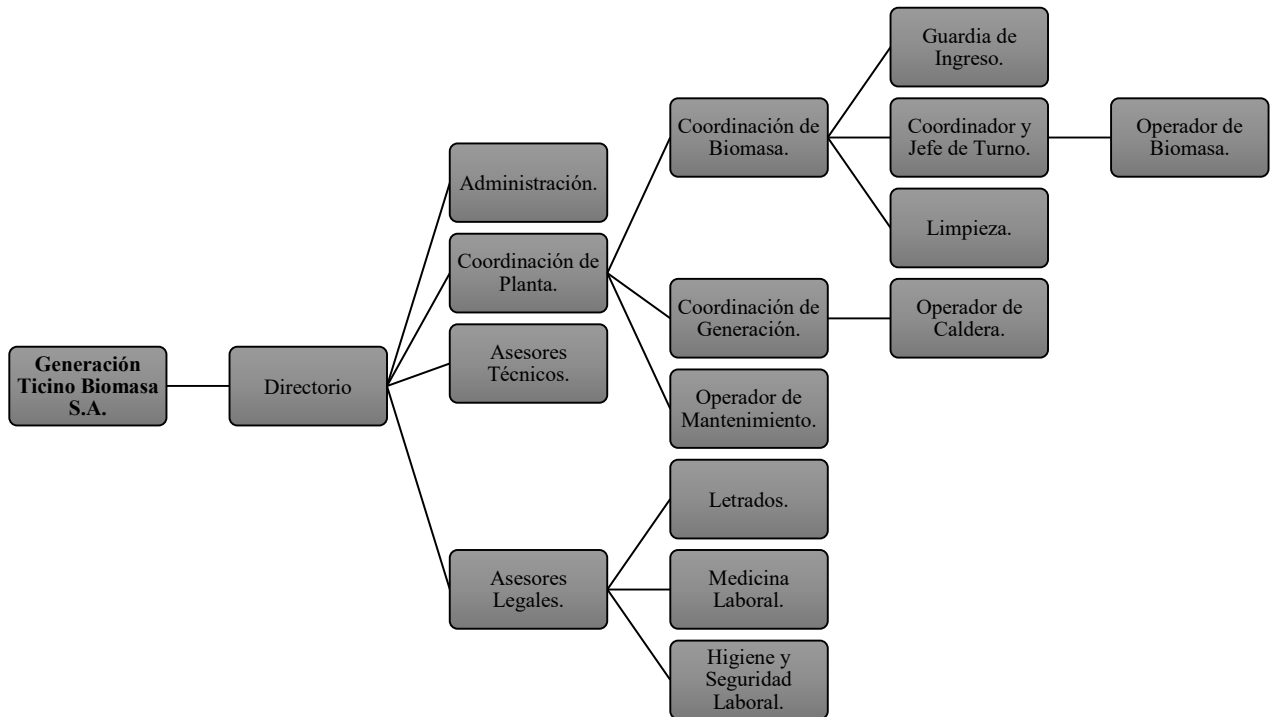 Generación
Ticino Biomasa
S.A.
Directorio
Administración.
Coordinación de
Planta.
Asesores
Técnicos.
Asesores
Legales.
Coordinación de
Biomasa.
Coordinación de
Generación.
Operador de
Mantenimiento.
Letrados.
Medicina
Laboral.
Higiene y
Seguridad
Laboral.
Guardia de
Ingreso.
Coordinador y
Jefe de Turno.
Limpieza.
Operador de
Caldera.
Operador de
Biomasa.